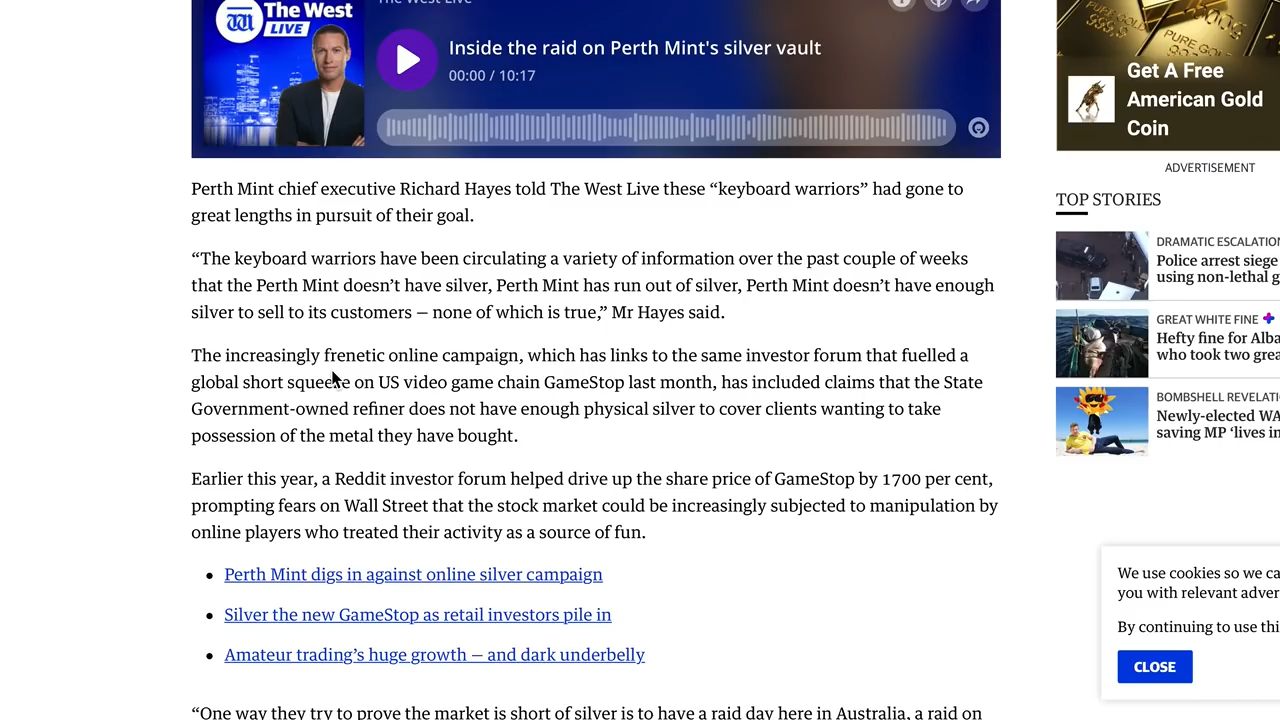 The West Live
The West
LIVE
Inside the raid on Perth Mint's silver vault
00:00 / 10:17
Perth Mint chief executive Richard Hayes told The West Live these “keyboard warriors” had gone to
great lengths in pursuit of their goal.
“The keyboard warriors have been circulating a variety of information over the past couple of weeks
that the Perth Mint doesn’t have silver, Perth Mint has run out of silver, Perth Mint doesn’t have enough
silver to sell to its customers — none of which is true,” Mr Hayes said.
The increasingly frenetic online campaign, which has links to the same investor forum that fuelled a
global short squeeze on US video game chain GameStop last month, has included claims that the State
Government-owned refiner does not have enough physical silver to cover clients wanting to take
possession of the metal they have bought.
Earlier this year, a Reddit investor forum helped drive up the share price of GameStop by 1700 per cent,
prompting fears on Wall Street that the stock market could be increasingly subjected to manipulation by
online players who treated their activity as a source of fun.
• Perth Mint digs in against online silver campaign
• Silver the new GameStop as retail investors pile in
• Amateur trading’s huge growth — and dark underbelly
“One way they try to prove the market is short of silver is to have a raid day here in Australia, a raid on
PURE GOLD
999.9
PURE GOLD
Get A Free
American Gold
Coin
ADVERTISEMENT
TOP STORIES
DRAMATIC ESCALATION
Police arrest siege
using non-lethal g
GREAT WHITE FINE
Hefty fine for Alba
who took two grea
BOMBSHELL REVELATI
Newly-elected WA
saving MP ‘lives in
We use cookies so we ca
you with relevant adver
By continuing to use thi
CLOSE